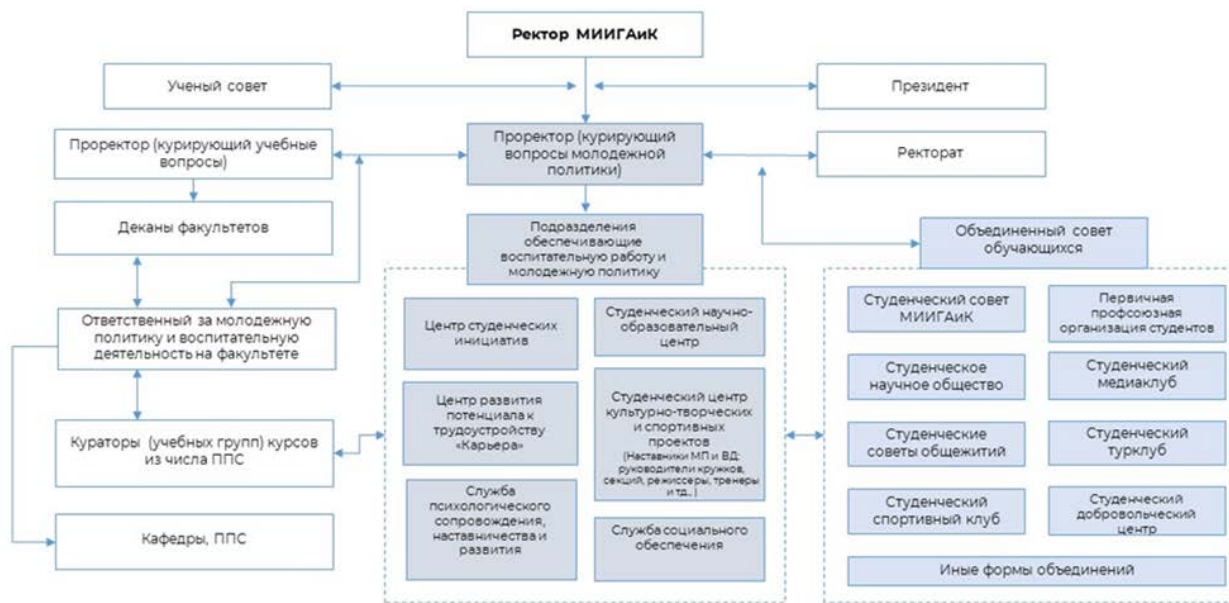 Ректор МИИГАиК
Ученый совет
Президент
Проректор (курирующий учебные
вопросы)
Проректор (курирующий
вопросы молодежной
политики)
Ректорат
Деканы факультетов
Подразделения
обеспечивающие
воспитательную работу и
молодежную политику
Объединенный совет
обучающихся
Ответственный за молодежную
политику и воспитательную
деятельность на факультете
Кураторы (учебных групп) курсов
из числа ППС
Кафедры, ППС
Центр студенческих
инициатив
Студенческий научно-
образовательный
центр
Центр развития
потенциала к
трудоустройству
«Карьера»
Студенческий центр
культурно-творческих
и спортивных
проектов
(Наставники МП и ВД:
руководители кружков,
секций, режиссеры, тренеры
и тд., )
Служба
психологического
сопровождения,
наставничества и
развития
Служба социального
обеспечения
Студенческий совет
МИИГАиК
Первичная
профсоюзная
организация студентов
Студенческое
научное общество
Студенческий
медиаклуб
Студенческие
советы общежитий
Студенческий
турклуб
Студенческий
спортивный клуб
Студенческий
добровольческий
центр
Иные формы объединений